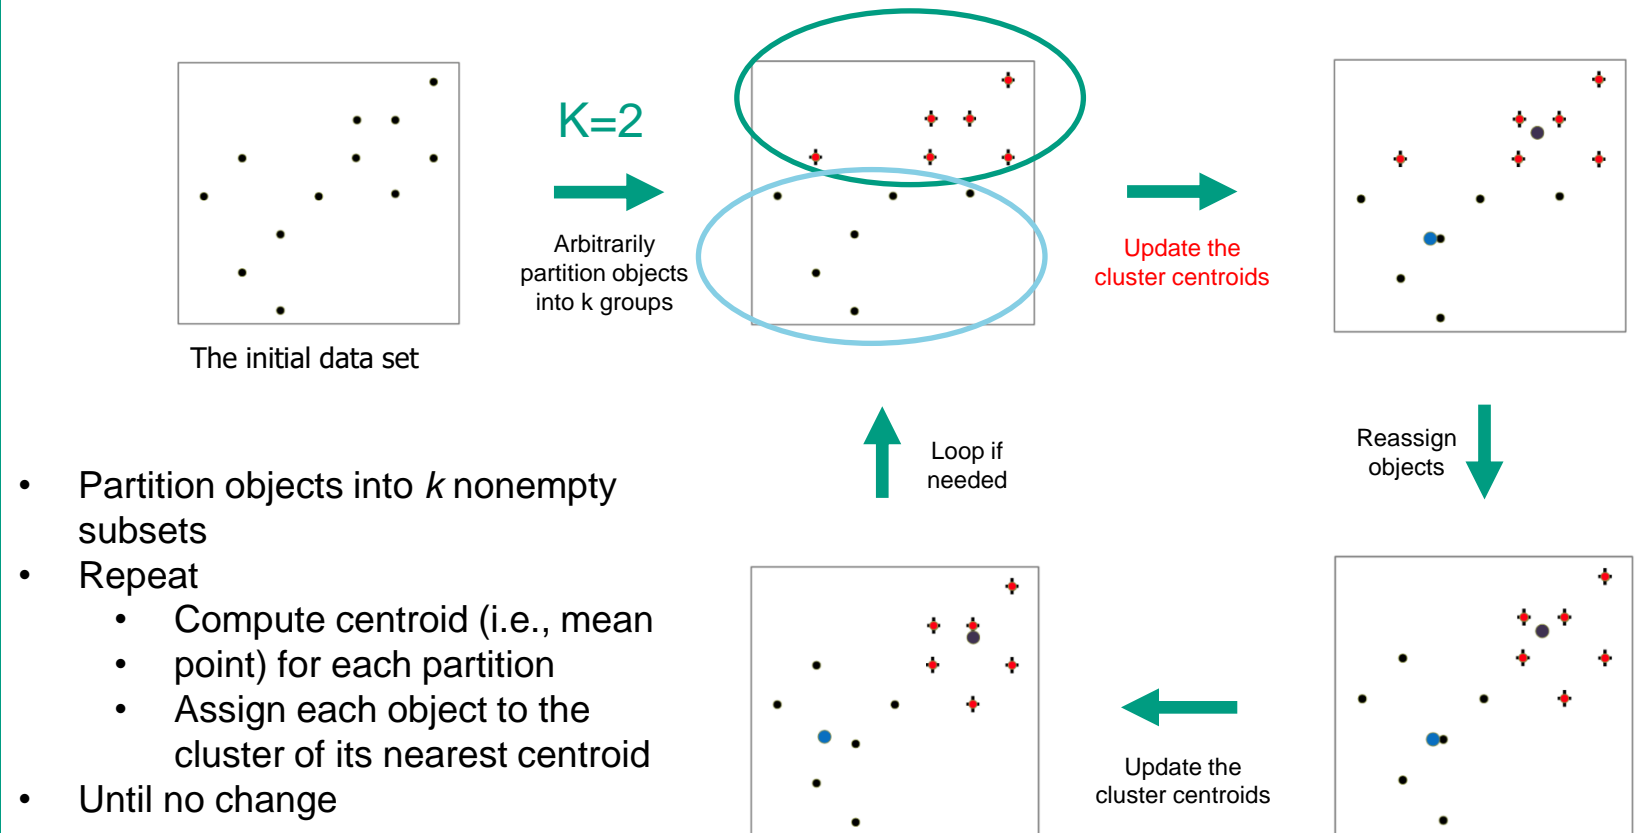 K=2
Arbitrarily
partition objects
into k groups
Update the
cluster centroids
The initial data set
Loop if
needed
Reassign
objects
• Partition objects into k nonempty
subsets
• Repeat
• Compute centroid (i.e., mean
• point) for each partition
• Assign each object to the
cluster of its nearest centroid
• Until no change
Update the
cluster centroids